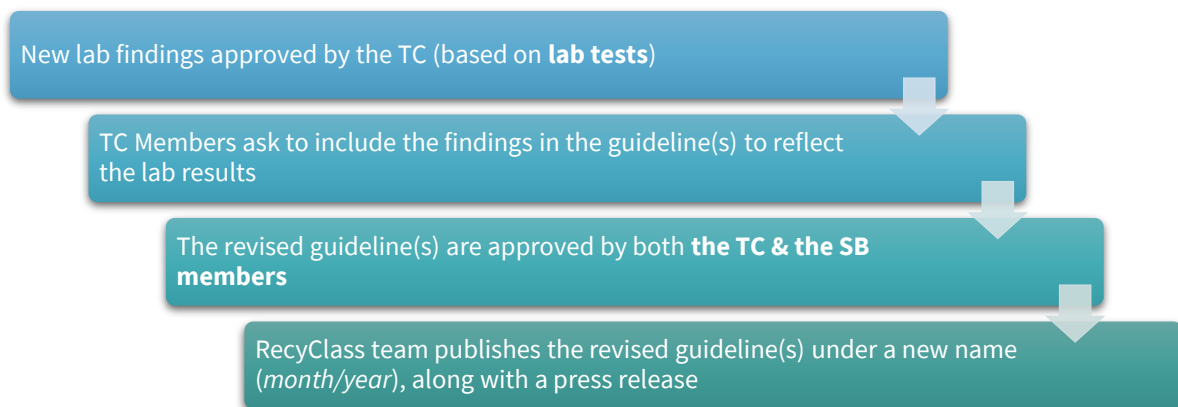 New lab findings approved by the TC (based on lab tests)
TC Members ask to include the findings in the guideline(s) to reflect
the lab results
The revised guideline(s) are approved by both the TC & the SB
members
RecyClass team publishes the revised guideline(s) under a new name
(month/year), along with a press release